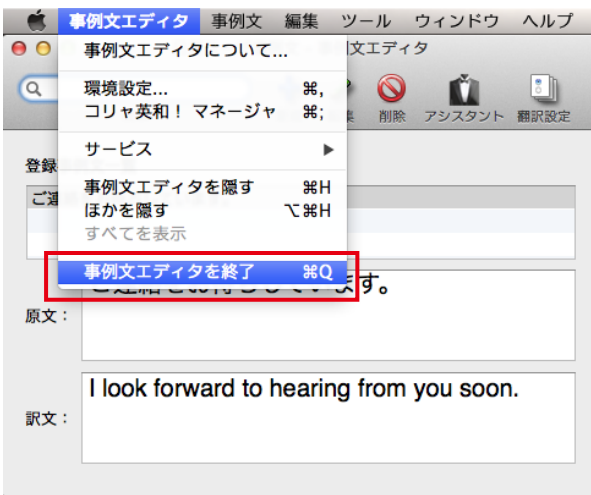 事例文エディタ 事例文 編集 ツール ウィンドウ ヘルプ
文エディタ
事例文エディタについて...
環境設定... ⌘,
コリャ英和！ マネージャ ⌘;
削除 アシスタント 翻訳設定
サービス ▶
登録
事例文エディタを隠す ⌘H
ご連
ほかを隠す ⌥⌘H
すべてを表示
事例文エディタを終了 ⌘Q
ます。
原文：
I look forward to hearing from you soon.
訳文：